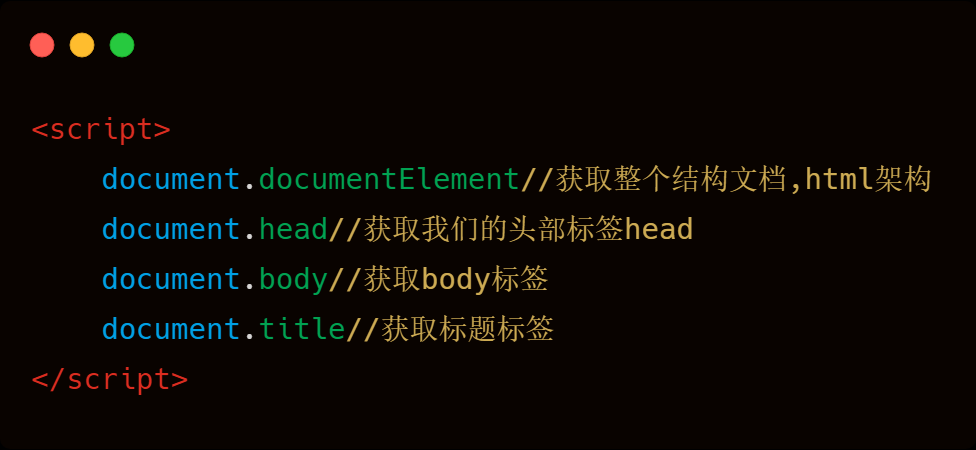 <script>
document.documentElement//获取整个结构文档,html架构
document.head//获取我们的头部标签head
document.body//获取body标签
document.title//获取标题标签
</script>